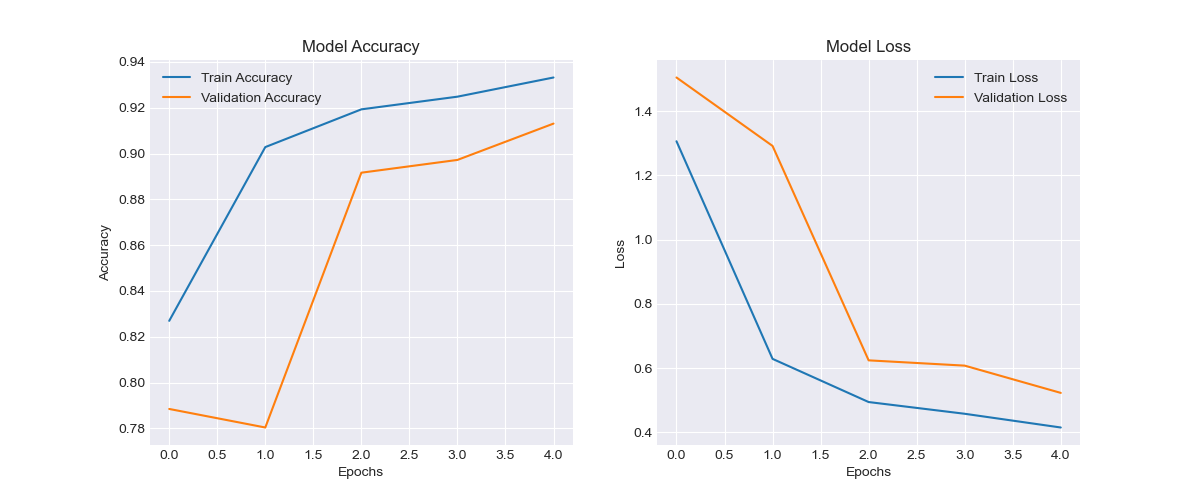 Model Accuracy
Train Accuracy
Validation Accuracy
0.94
0.92
0.90
0.88
0.86
0.84
0.82
0.80
0.78
Accuracy
0.0 0.5 1.0 1.5 2.0 2.5 3.0 3.5 4.0
Epochs
Model Loss
Train Loss
Validation Loss
1.4
1.2
1.0
0.8
0.6
0.4
Loss
0.0 0.5 1.0 1.5 2.0 2.5 3.0 3.5 4.0
Epochs